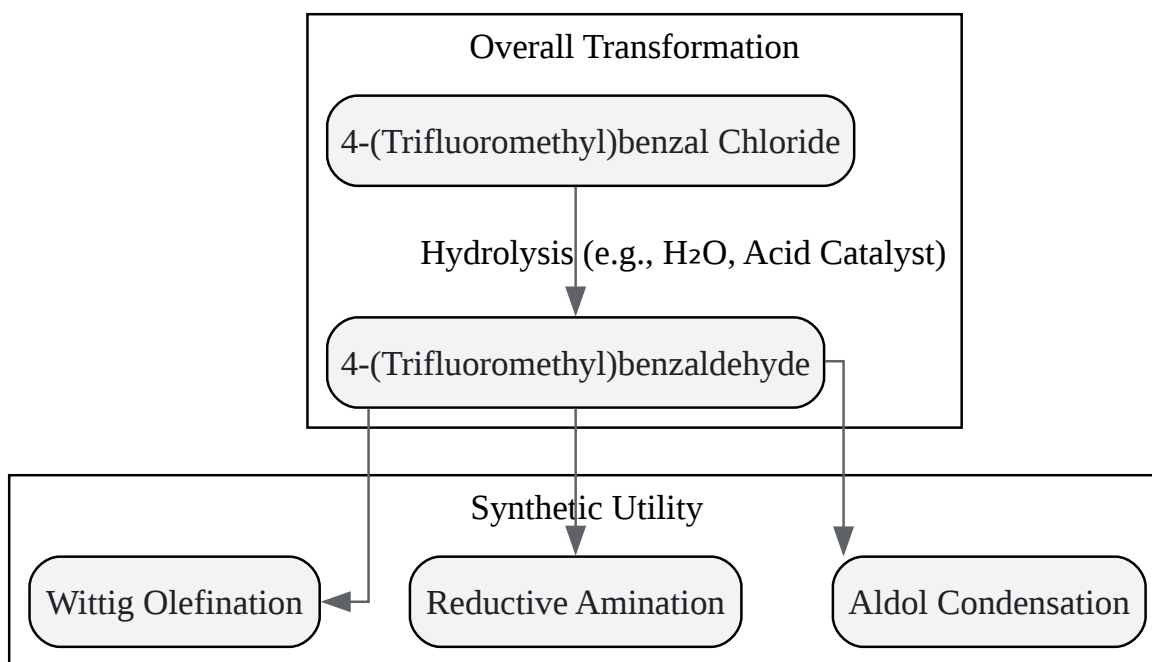 Overall Transformation
4-(Trifluoromethyl)benzal Chloride
Hydrolysis (e.g., H₂O, Acid Catalyst)
4-(Trifluoromethyl)benzaldehyde
Synthetic Utility
Wittig Olefination
Reductive Amination
Aldol Condensation